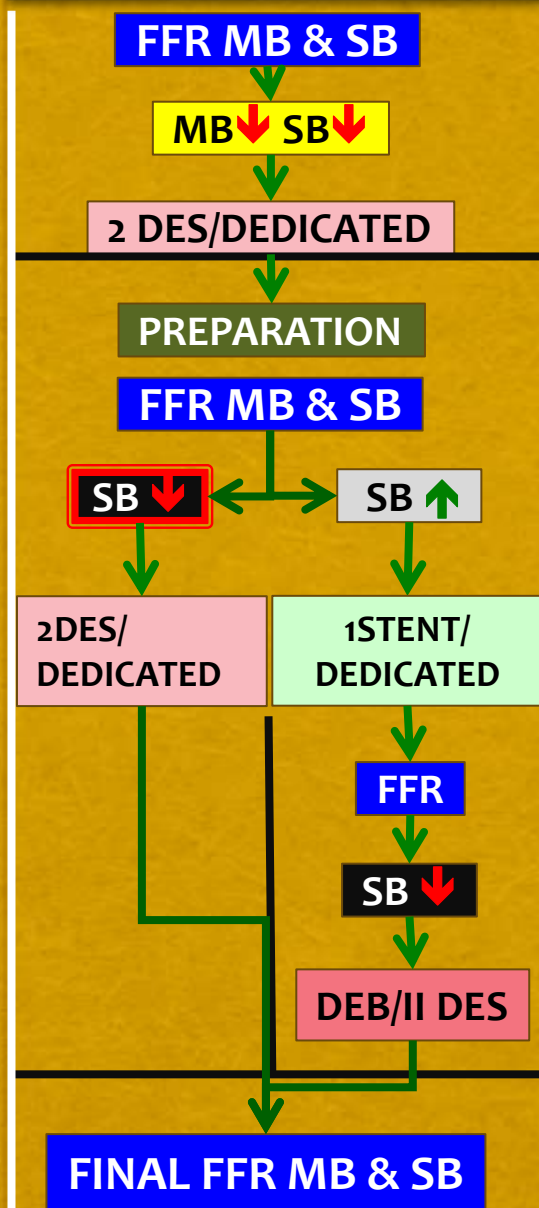 FFR MB & SB
MB↓ SB↓
2 DES/DEDICATED
PREPARATION
FFR MB & SB
SB ↓
SB ↑
2DES/
DEDICATED
1STENT/
DEDICATED
FFR
SB ↓
DEB/II DES
FINAL FFR MB & SB